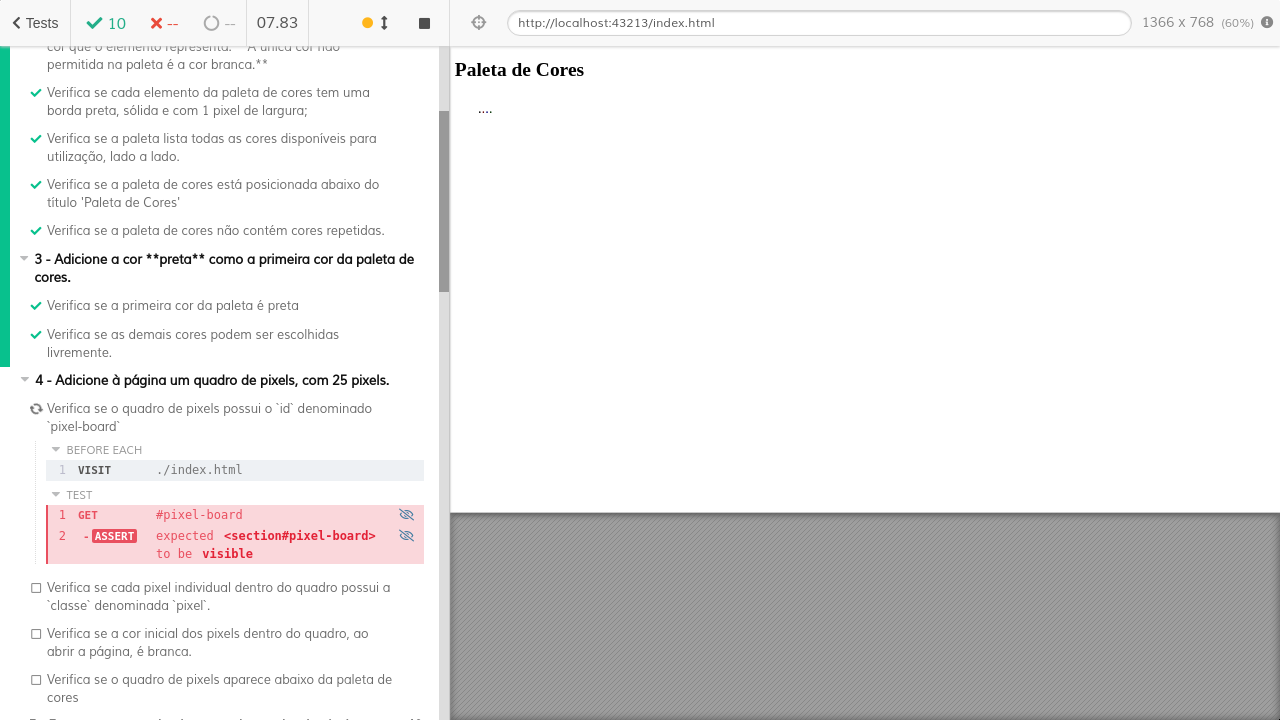 Tests
10
--
--
07.83
http://localhost:43213/index.html
1366 x 768 (60%)
permitida na paleta é a cor branca.**
Verifica se cada elemento da paleta de cores tem uma
borda preta, sólida e com 1 pixel de largura;
Verifica se a paleta lista todas as cores disponíveis para
utilização, lado a lado.
Verifica se a paleta de cores está posicionada abaixo do
título 'Paleta de Cores'
Verifica se a paleta de cores não contém cores repetidas.
3 - Adicione a cor **preta** como a primeira cor da paleta de
cores.
Verifica se a primeira cor da paleta é preta
Verifica se as demais cores podem ser escolhidas
livremente.
4 - Adicione à página um quadro de pixels, com 25 pixels.
Verifica se o quadro de pixels possui o `id` denominado
`pixel-board`
BEFORE EACH
1 VISIT ./index.html
TEST
1 GET #pixel-board
2 -ASSERT expected <section#pixel-board>
to be visible
Verifica se cada pixel individual dentro do quadro possui a
`classe` denominada `pixel`.
Verifica se a cor inicial dos pixels dentro do quadro, ao
abrir a página, é branca.
Verifica se o quadro de pixels aparece abaixo da paleta de
cores
Paleta de Cores
....